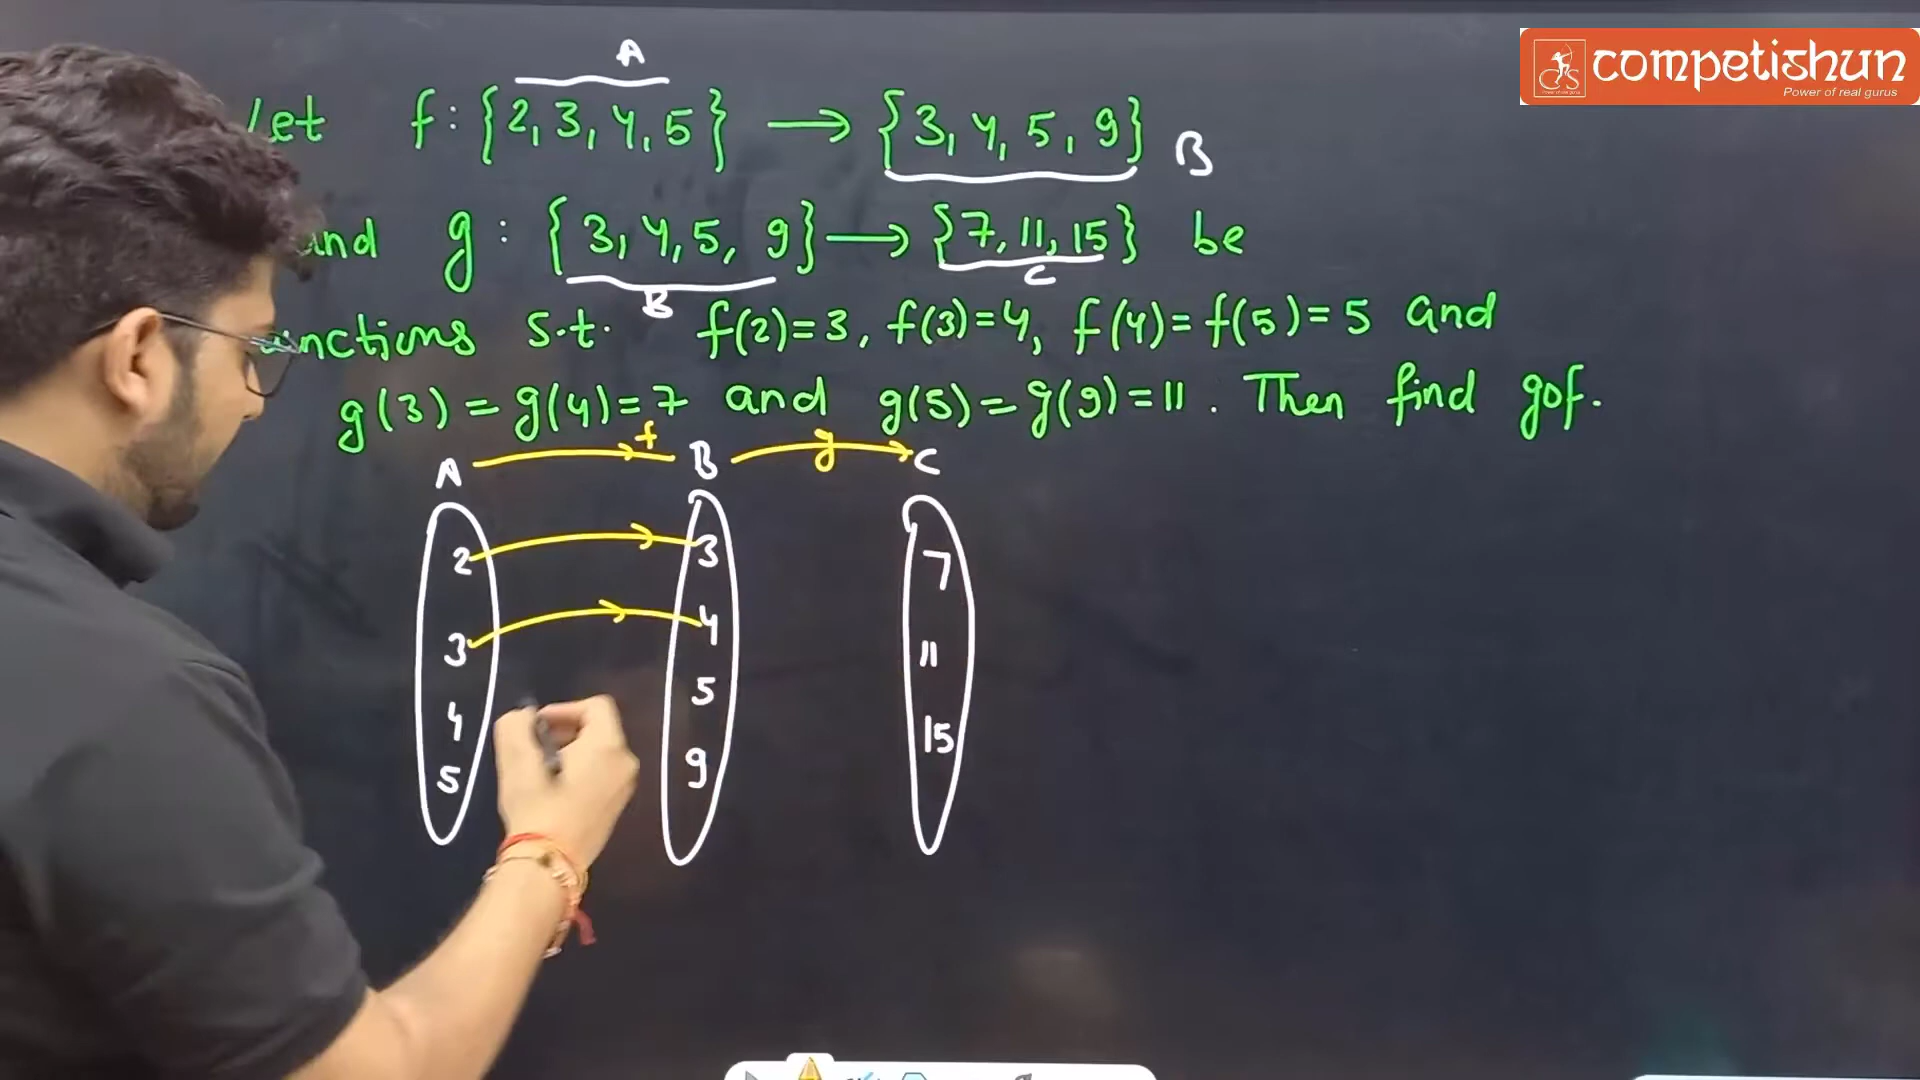 A
Let f: {2, 3, 4, 5} → {3, 4, 5, 9} B
and g: {3, 4, 5, 9} → {7, 11, 15} be
B C
unctions s.t. f(2)=3, f(3)=4, f(4)=f(5)=5 and
g(3)=g(4)=7 and g(5)=g(9)=11. Then find gof.
A f B g C
2 3 7
3 4 11
4 5 15
5 9
competishun
Power of real gurus